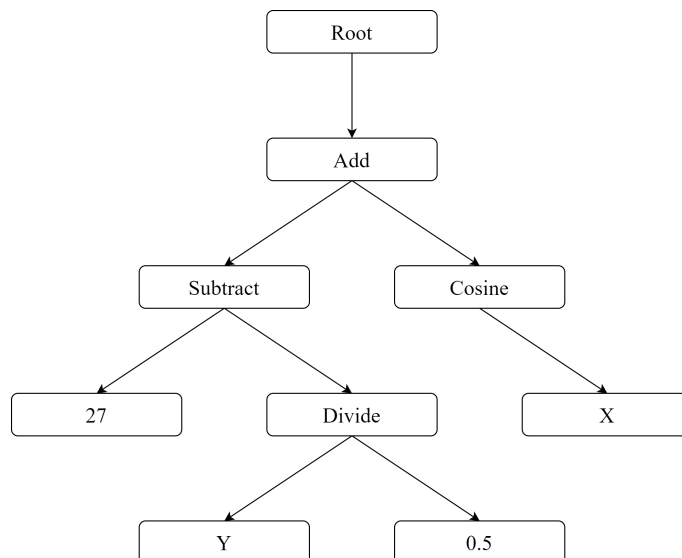 Root
Add
Subtract
Cosine
27
Divide
X
Y
0.5